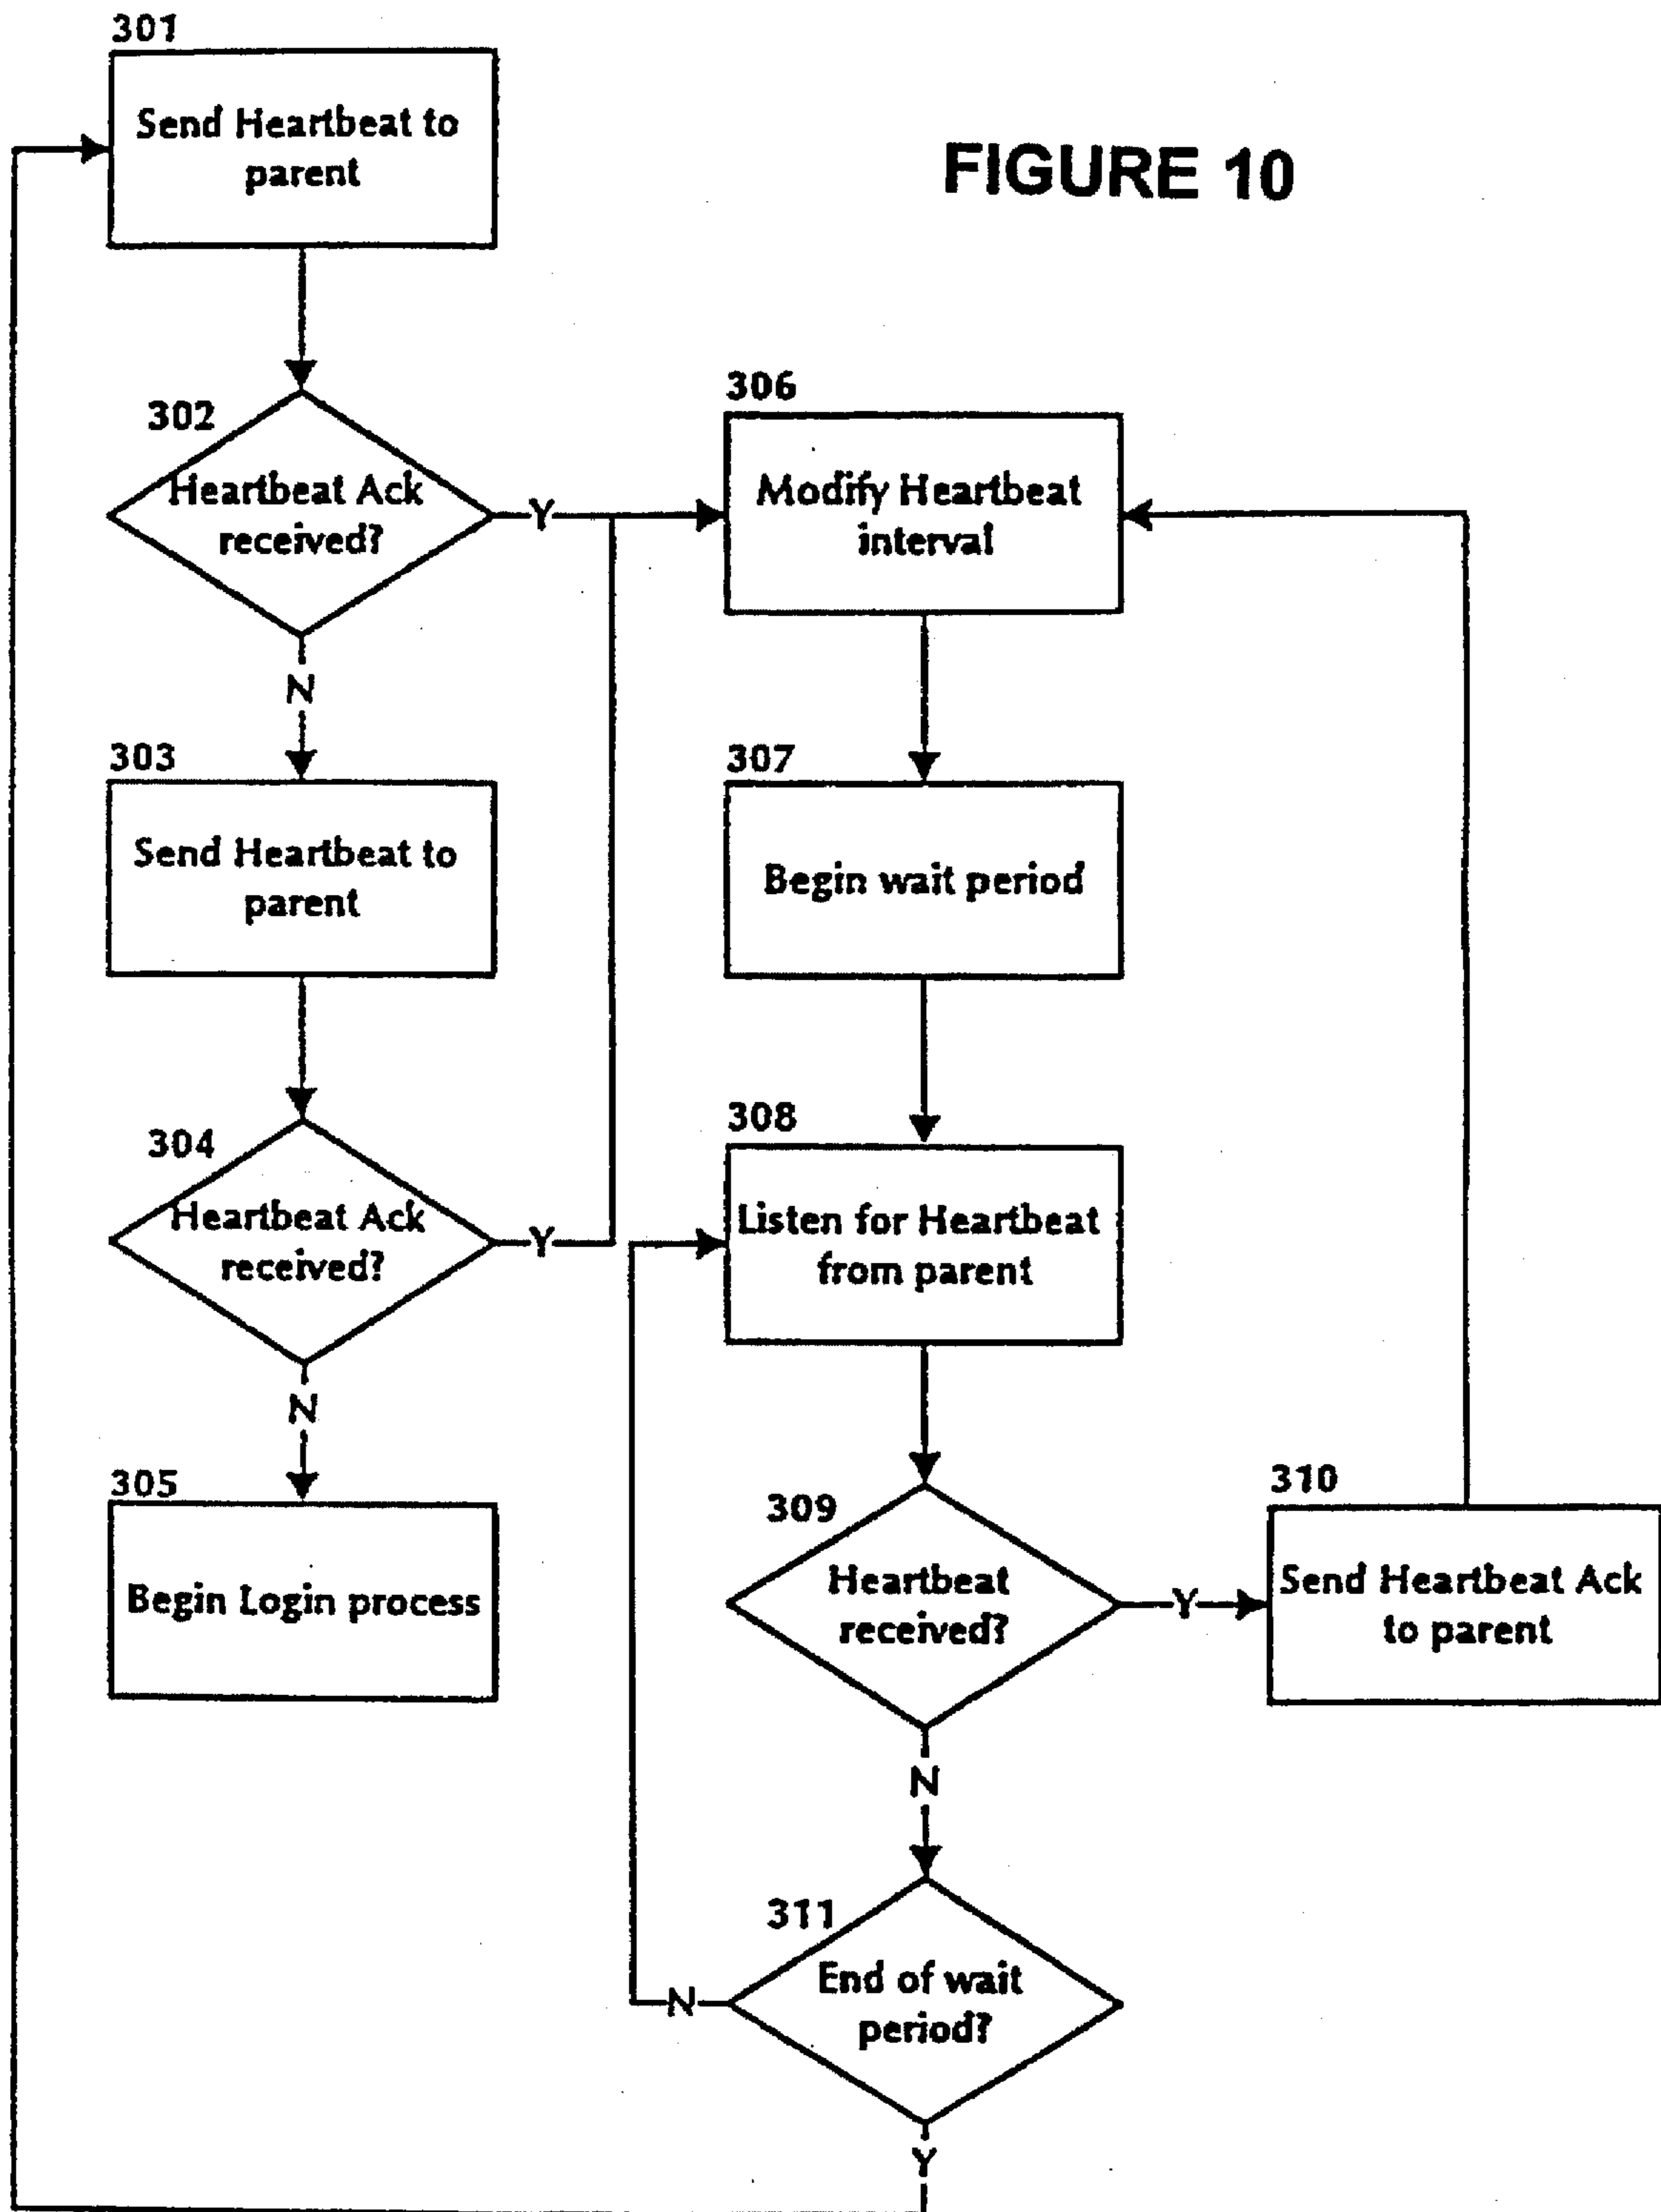 301
Send Heartbeat to
parent
FIGURE 10
302
Heartbeat Ack
received?
Y
N
303
Send Heartbeat to
parent
304
Heartbeat Ack
received?
Y
N
305
Begin Login process
306
Modify Heartbeat
interval
307
Begin wait period
308
Listen for Heartbeat
from parent
309
Heartbeat
received?
Y
N
310
Send Heartbeat Ack
to parent
311
End of wait
period?
N
Y